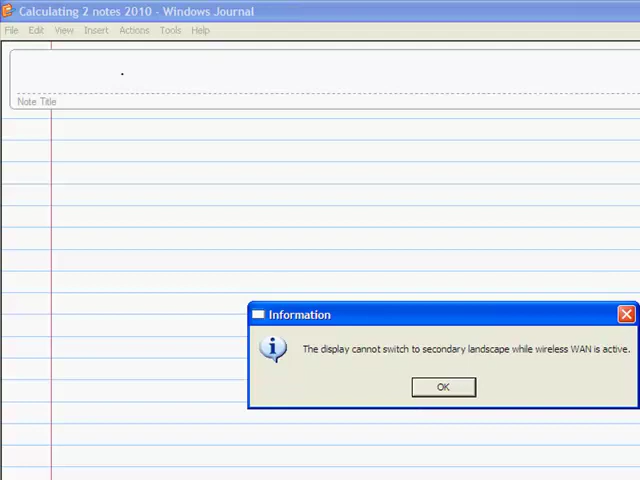 Calculating 2 notes 2010 - Windows Journal
File Edit View Insert Actions Tools Help
Note Title
Information
The display cannot switch to secondary landscape while wireless WAN is active.
OK